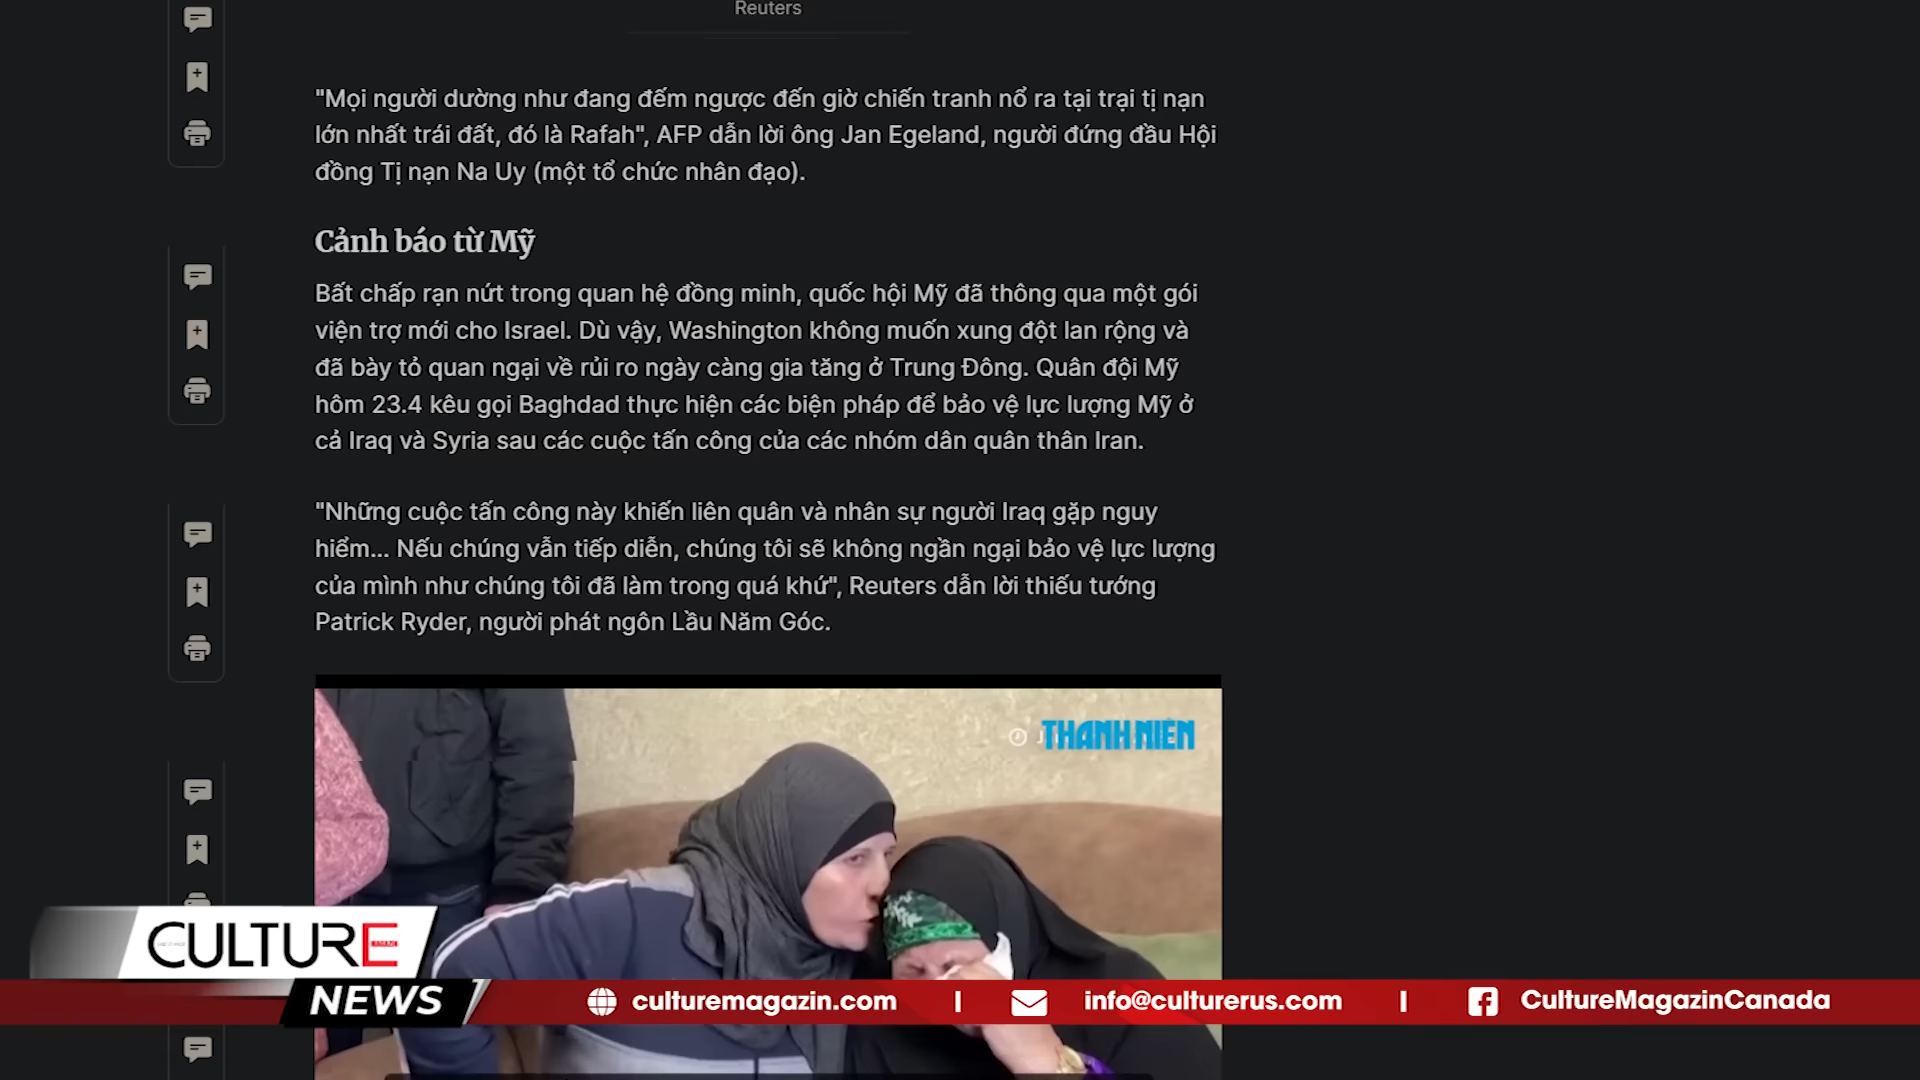 Reuters
"Mọi người dường như đang đếm ngược đến giờ chiến tranh nổ ra tại trại tị nạn
lớn nhất trái đất, đó là Rafah", AFP dẫn lời ông Jan Egeland, người đứng đầu Hội
đồng Tị nạn Na Uy (một tổ chức nhân đạo).
Cảnh báo từ Mỹ
Bất chấp rạn nứt trong quan hệ đồng minh, quốc hội Mỹ đã thông qua một gói
viện trợ mới cho Israel. Dù vậy, Washington không muốn xung đột lan rộng và
đã bày tỏ quan ngại về rủi ro ngày càng gia tăng ở Trung Đông. Quân đội Mỹ
hôm 23.4 kêu gọi Baghdad thực hiện các biện pháp để bảo vệ lực lượng Mỹ ở
cả Iraq và Syria sau các cuộc tấn công của các nhóm dân quân thân Iran.
"Những cuộc tấn công này khiến liên quân và nhân sự người Iraq gặp nguy
hiểm... Nếu chúng vẫn tiếp diễn, chúng tôi sẽ không ngần ngại bảo vệ lực lượng
của mình như chúng tôi đã làm trong quá khứ", Reuters dẫn lời thiếu tướng
Patrick Ryder, người phát ngôn Lầu Năm Góc.
THANH NIÊN
CULTURE
NEWS
culturemagazin.com | info@culturerus.com | CultureMagazinCanada